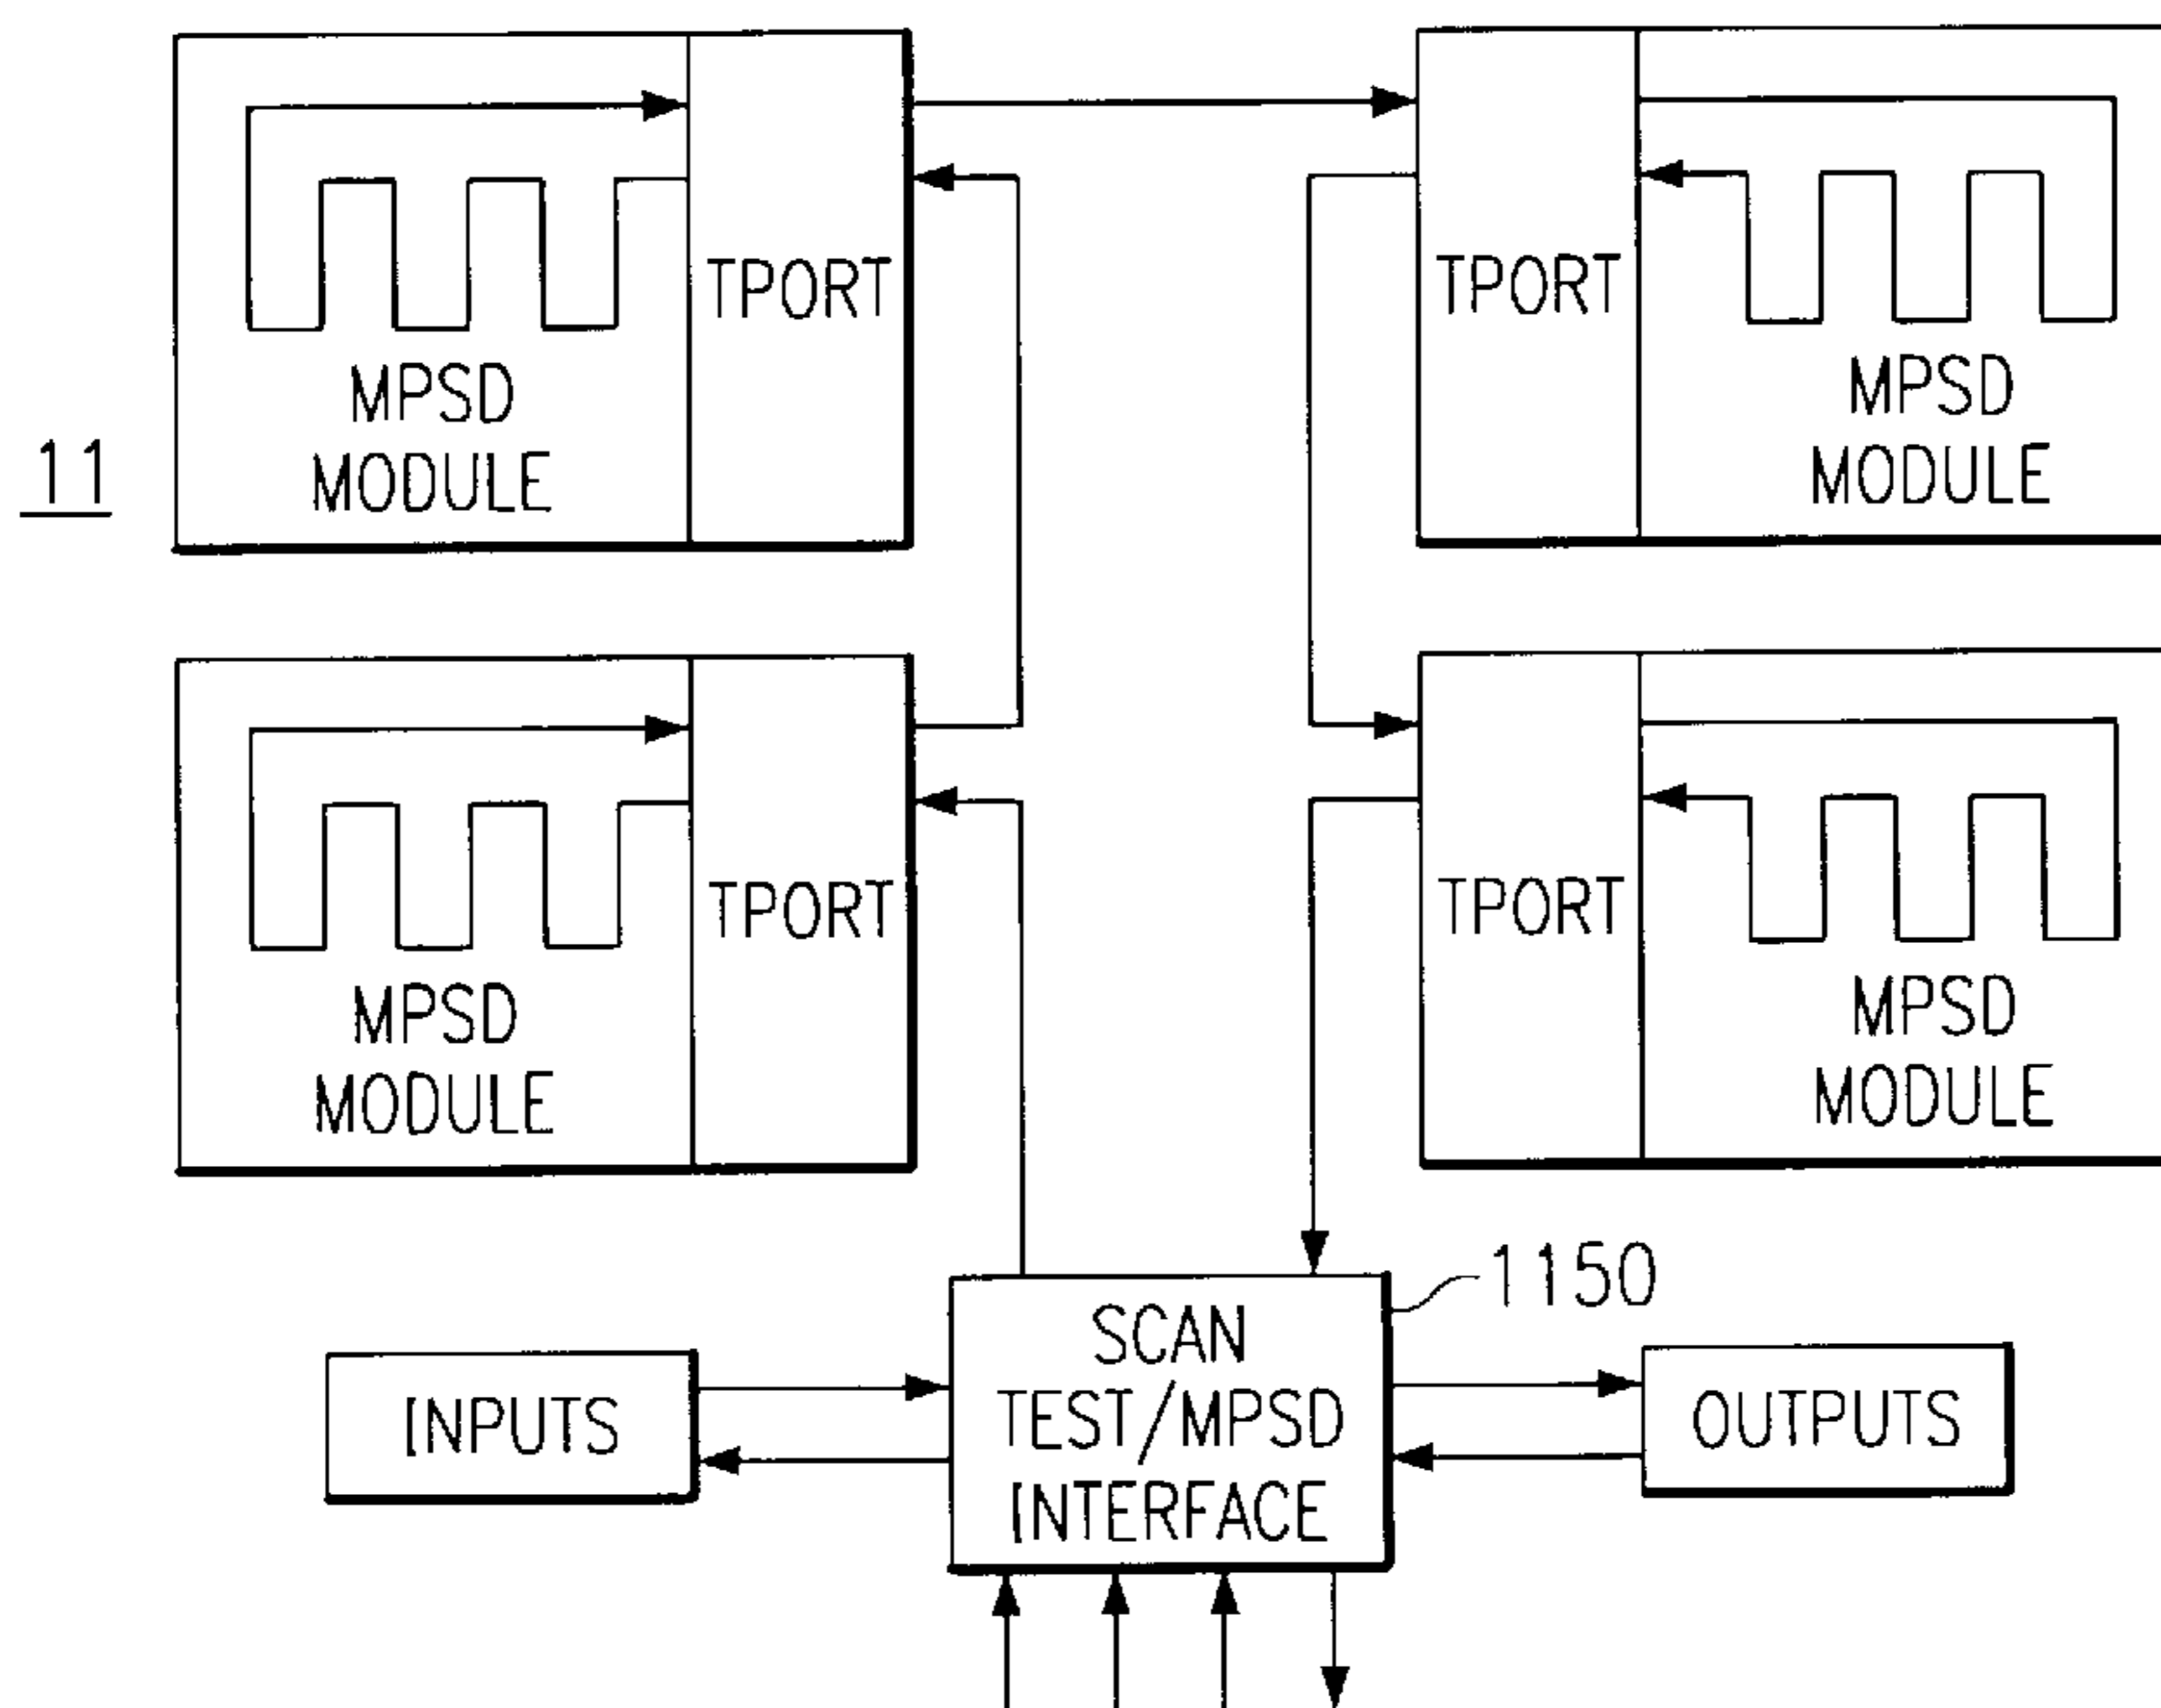 TPORT
MPSD
MODULE
TPORT
MPSD
MODULE
11
TPORT
MPSD
MODULE
TPORT
MPSD
MODULE
1150
SCAN
TEST/MPSD
INTERFACE
INPUTS
OUTPUTS